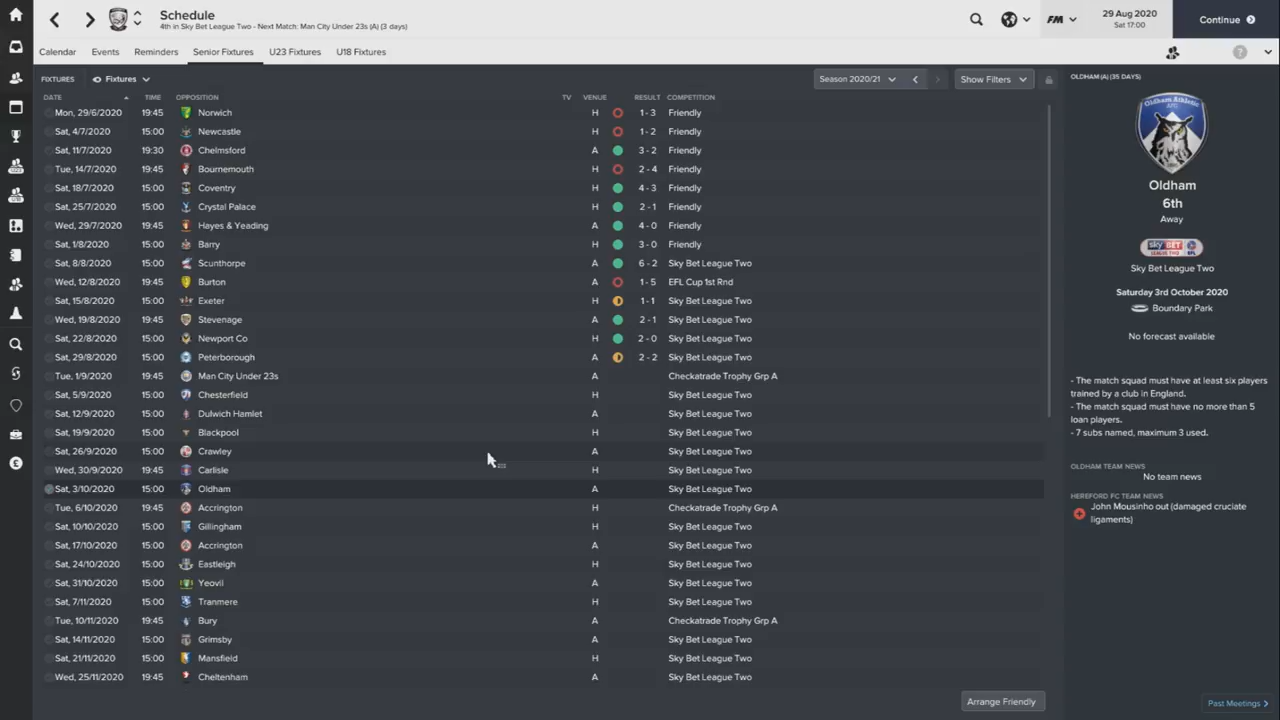 Schedule
4th in Sky Bet League Two - Next Match: Man City Under 23s (A) (3 days)
FM
29 Aug 2020
Sat 17:00
Continue
Calendar Events Reminders Senior Fixtures U23 Fixtures U18 Fixtures
FIXTURES Fixtures Season 2020/21 Show Filters
DATE TIME OPPOSITION TV VENUE RESULT COMPETITION
Mon, 29/6/2020 19:45 Norwich H 1 - 3 Friendly
Sat, 4/7/2020 15:00 Newcastle H 1 - 2 Friendly
Sat, 11/7/2020 19:30 Chelmsford A 3 - 2 Friendly
Tue, 14/7/2020 19:45 Bournemouth H 2 - 4 Friendly
Sat, 18/7/2020 15:00 Coventry H 4 - 3 Friendly
Sat, 25/7/2020 15:00 Crystal Palace H 2 - 1 Friendly
Wed, 29/7/2020 19:45 Hayes & Yeading A 4 - 0 Friendly
Sat, 1/8/2020 15:00 Barry H 3 - 0 Friendly
Sat, 8/8/2020 15:00 Scunthorpe A 6 - 2 Sky Bet League Two
Wed, 12/8/2020 19:45 Burton A 1 - 5 EFL Cup 1st Rnd
Sat, 15/8/2020 15:00 Exeter H 1 - 1 Sky Bet League Two
Wed, 19/8/2020 19:45 Stevenage A 2 - 1 Sky Bet League Two
Sat, 22/8/2020 15:00 Newport Co H 2 - 0 Sky Bet League Two
Sat, 29/8/2020 15:00 Peterborough A 2 - 2 Sky Bet League Two
Tue, 1/9/2020 19:45 Man City Under 23s A Checkatrade Trophy Grp A
Sat, 5/9/2020 15:00 Chesterfield H Sky Bet League Two
Sat, 12/9/2020 15:00 Dulwich Hamlet A Sky Bet League Two
Sat, 19/9/2020 15:00 Blackpool H Sky Bet League Two
Sat, 26/9/2020 15:00 Crawley A Sky Bet League Two
Wed, 30/9/2020 19:45 Carlisle H Sky Bet League Two
Sat, 3/10/2020 15:00 Oldham A Sky Bet League Two
Tue, 6/10/2020 19:45 Accrington H Checkatrade Trophy Grp A
Sat, 10/10/2020 15:00 Gillingham H Sky Bet League Two
Sat, 17/10/2020 15:00 Accrington A Sky Bet League Two
Sat, 24/10/2020 15:00 Eastleigh H Sky Bet League Two
Sat, 31/10/2020 15:00 Yeovil A Sky Bet League Two
Sat, 7/11/2020 15:00 Tranmere H Sky Bet League Two
Tue, 10/11/2020 19:45 Bury A Checkatrade Trophy Grp A
Sat, 14/11/2020 15:00 Grimsby A Sky Bet League Two
Sat, 21/11/2020 15:00 Mansfield H Sky Bet League Two
Wed, 25/11/2020 19:45 Cheltenham A Sky Bet League Two
Arrange Friendly
OLDHAM (A) (35 DAYS)
Oldham Athletic
AFC
Oldham
6th
Away
sky BET
LEAGUE TWO EFL
Sky Bet League Two
Saturday 3rd October 2020
Boundary Park
No forecast available
- The match squad must have at least six players
trained by a club in England.
- The match squad must have no more than 5
loan players.
- 7 subs named, maximum 3 used.
OLDHAM TEAM NEWS
No team news
HEREFORD FC TEAM NEWS
John Mousinho out (damaged cruciate
ligaments)
Past Meetings